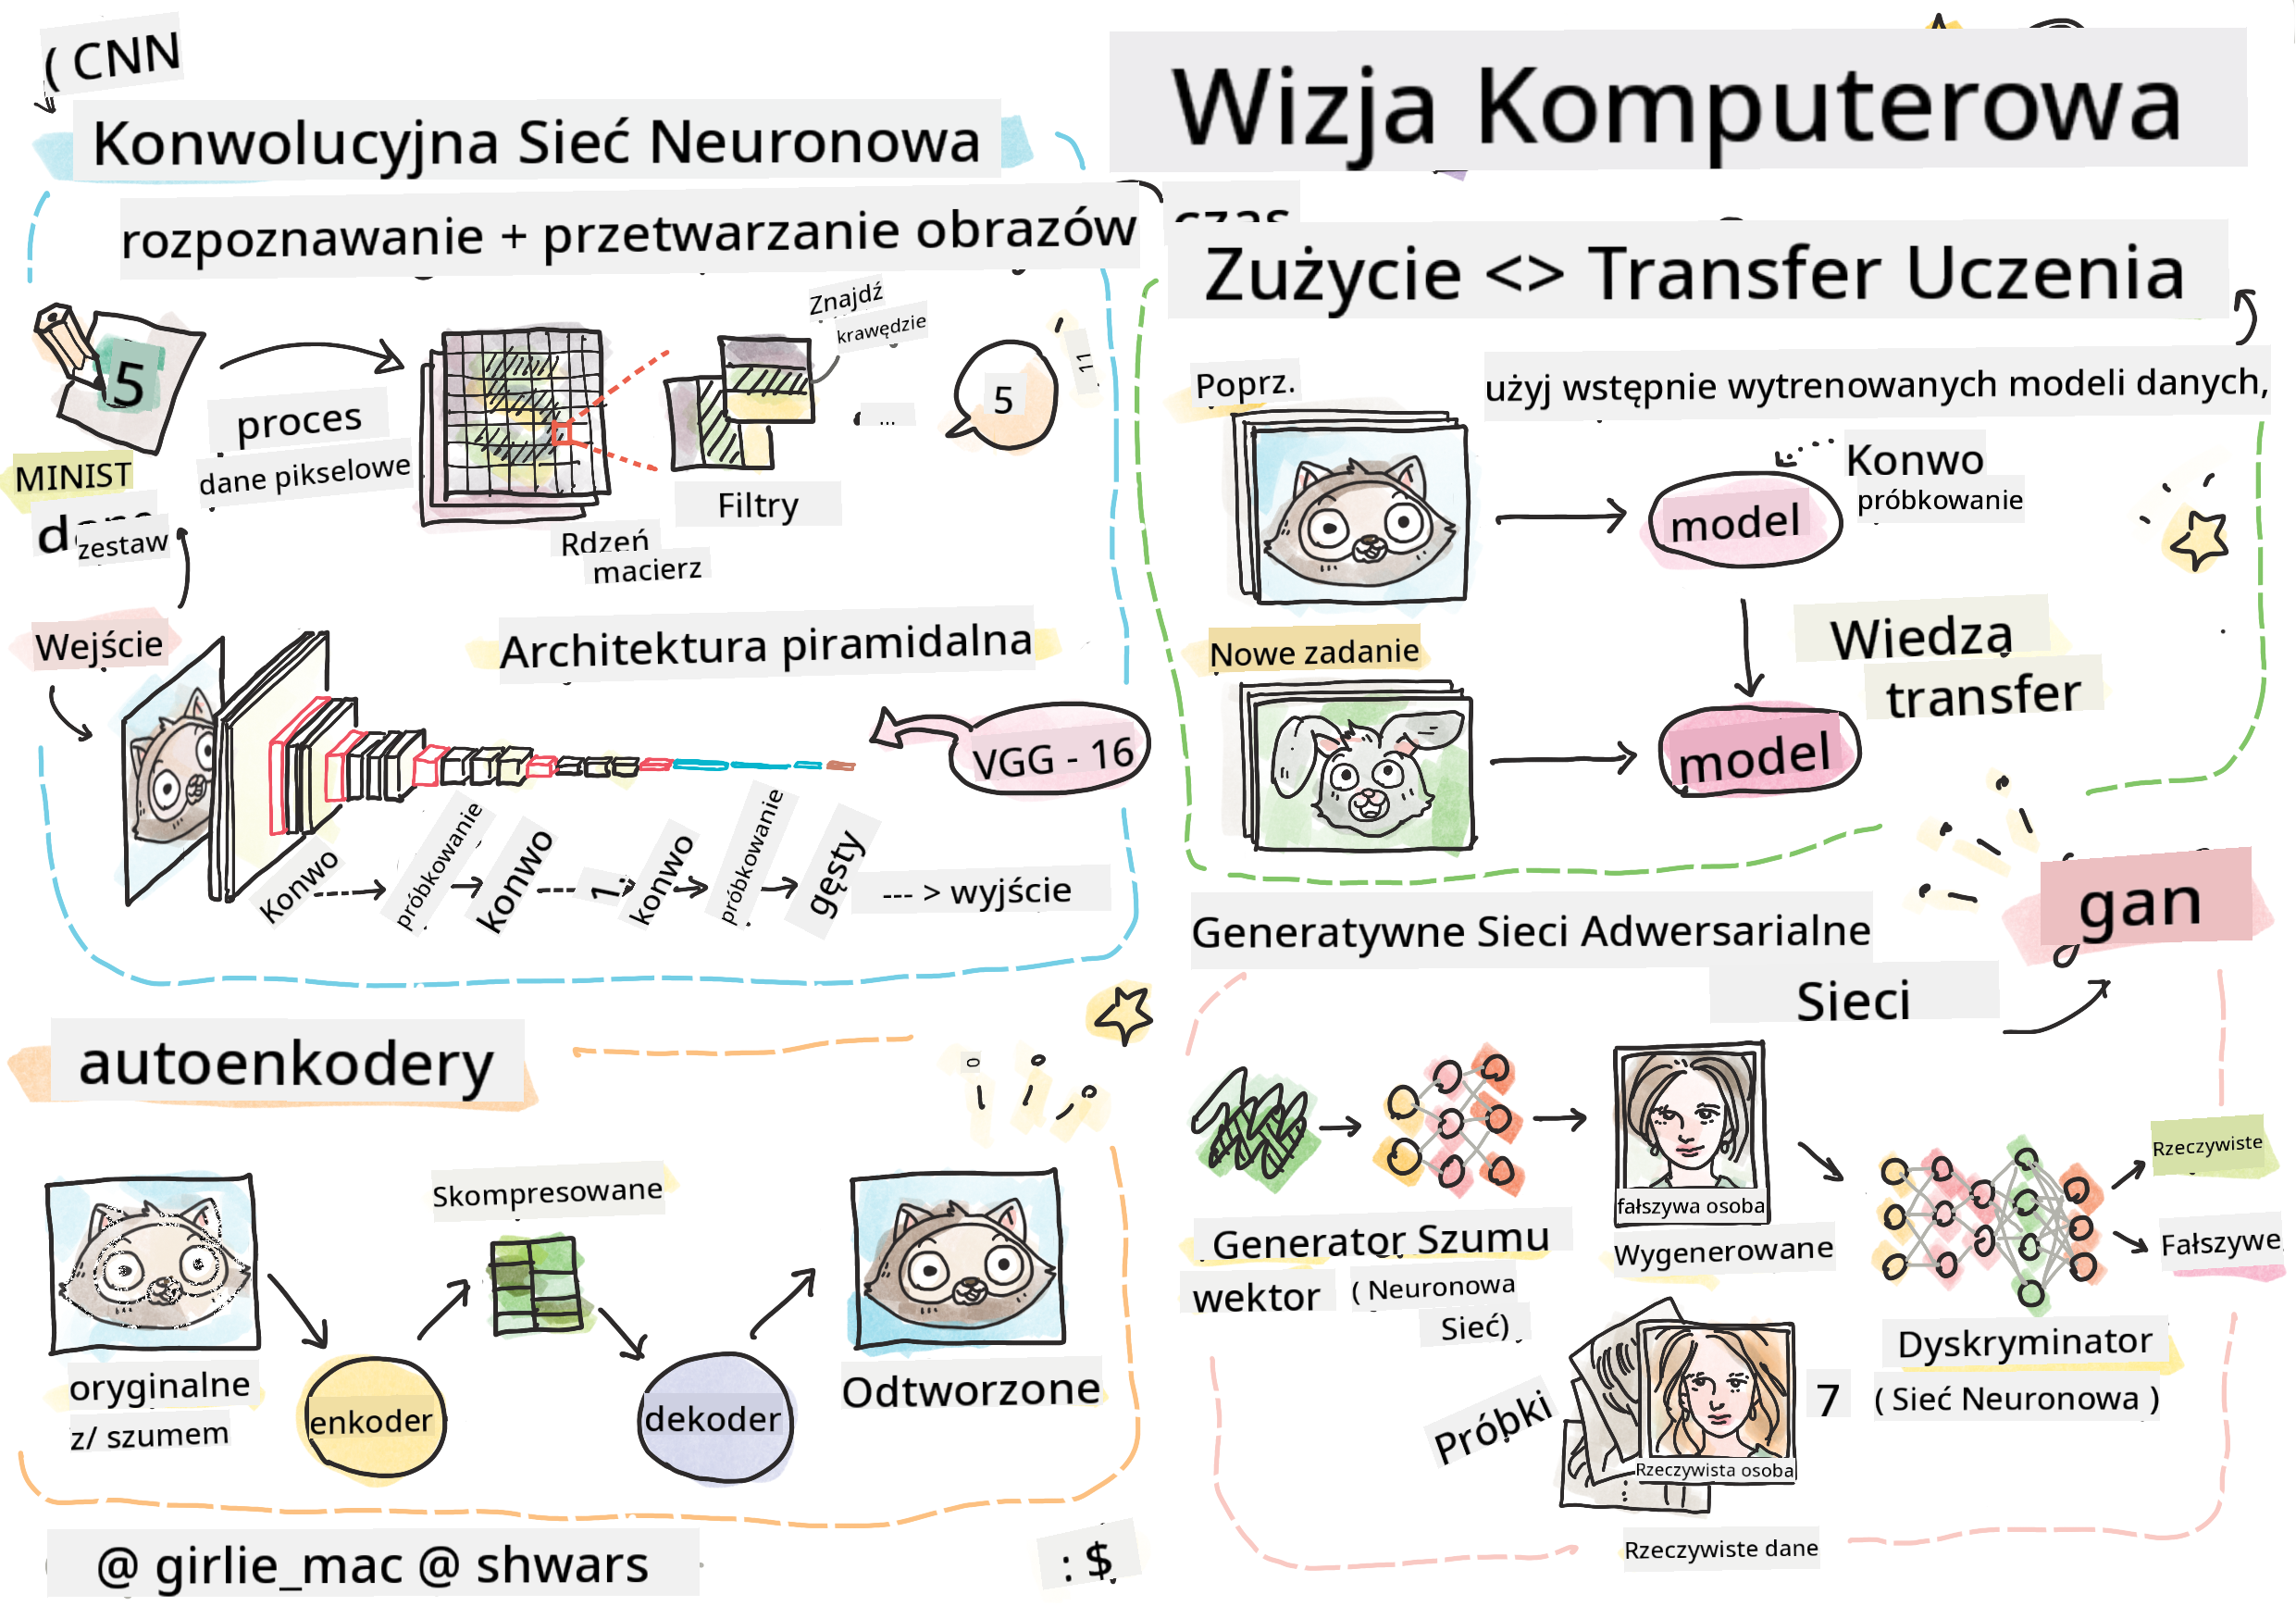 ( CNN
Konwolucyjna Sieć Neuronowa
rozpoznawanie + przetwarzanie obrazów
5
proces
dane pikselowe
MINIST
zestaw
Rdzeń
macierz
Filtry
Znajdź
krawędzie
...
5
Wejście
Architektura piramidalna
VGG - 16
Konwo
próbkowanie
konwo
konwo
próbkowanie
gęsty
--- > wyjście
autoenkodery
oryginalne
z/ szumem
enkoder
Skompresowane
dekoder
Odtworzone
@ girlie_mac @ shwars
: $
Wizja Komputerowa
czas
Zużycie <> Transfer Uczenia
Poprz.
użyj wstępnie wytrenowanych modeli danych,
model
Konwo
próbkowanie
Nowe zadanie
Wiedza
transfer
model
gan
Generatywne Sieci Adwersarialne
Sieci
Generator Szumu
wektor
( Neuronowa
Sieć)
fałszywa osoba
Wygenerowane
Rzeczywiste
Fałszywe
Dyskryminator
( Sieć Neuronowa )
Próbki
7
Rzeczywista osoba
Rzeczywiste dane